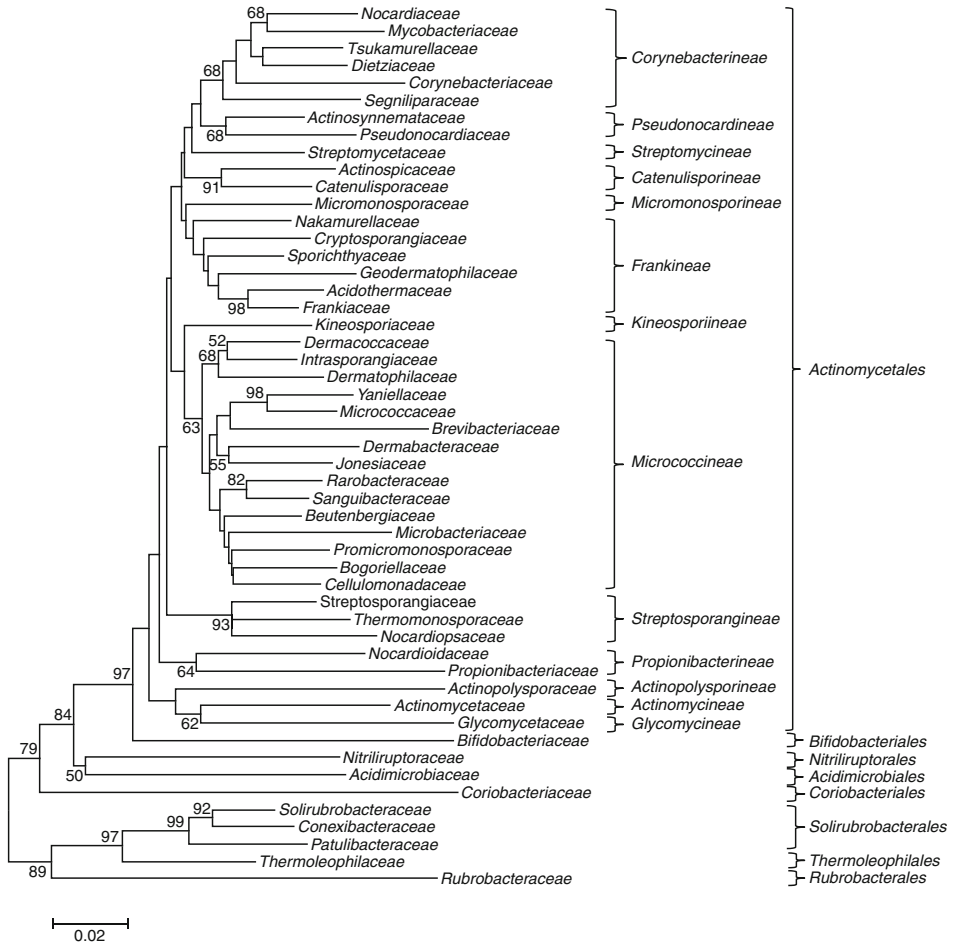 68
Nocardiaceae
Mycobacteriaceae
Tsukamurellaceae
Dietziaceae
68
Corynebacteriaceae
Segniliparaceae
Corynebacterineae
Actinosynnemataceae
68
Pseudonocardiaceae
Pseudonocardineae
Streptomycetaceae
Streptomycineae
Actinospicaceae
91
Catenulisporaceae
Catenulisporineae
Micromonosporaceae
Micromonosporineae
Nakamurellaceae
Cryptosporangiaceae
Sporichthyaceae
Geodermatophilaceae
Acidothermaceae
98
Frankiaceae
Frankineae
Kineosporiaceae
Kineosporiineae
52
Dermacoccaceae
68
Intrasporangiaceae
Dermatophilaceae
98
Yaniellaceae
Micrococcaceae
63
Brevibacteriaceae
Dermabacteraceae
55
Jonesiaceae
82
Rarobacteraceae
Sanguibacteraceae
Beutenbergiaceae
Microbacteriaceae
Promicromonosporaceae
Bogoriellaceae
Cellulomonadaceae
Micrococcineae
Streptosporangiaceae
93
Thermomonosporaceae
Nocardiopsaceae
Streptosporangineae
Nocardioidaceae
64
Propionibacteriaceae
Propionibacterineae
97
Actinopolysporaceae
Actinopolysporineae
Actinomycetaceae
Actinomycineae
62
Glycomycetaceae
Glycomycineae
Actinomycetales
84
Bifidobacteriaceae
Bifidobacteriales
79
Nitriliruptoraceae
Nitriliruptorales
50
Acidimicrobiaceae
Acidimicrobiales
Coriobacteriaceae
Coriobacteriales
92
Solirubrobacteraceae
99
Conexibacteraceae
97
Patulibacteraceae
Solirubrobacterales
Thermoleophilaceae
Thermoleophilales
89
Rubrobacteraceae
Rubrobacterales
0.02